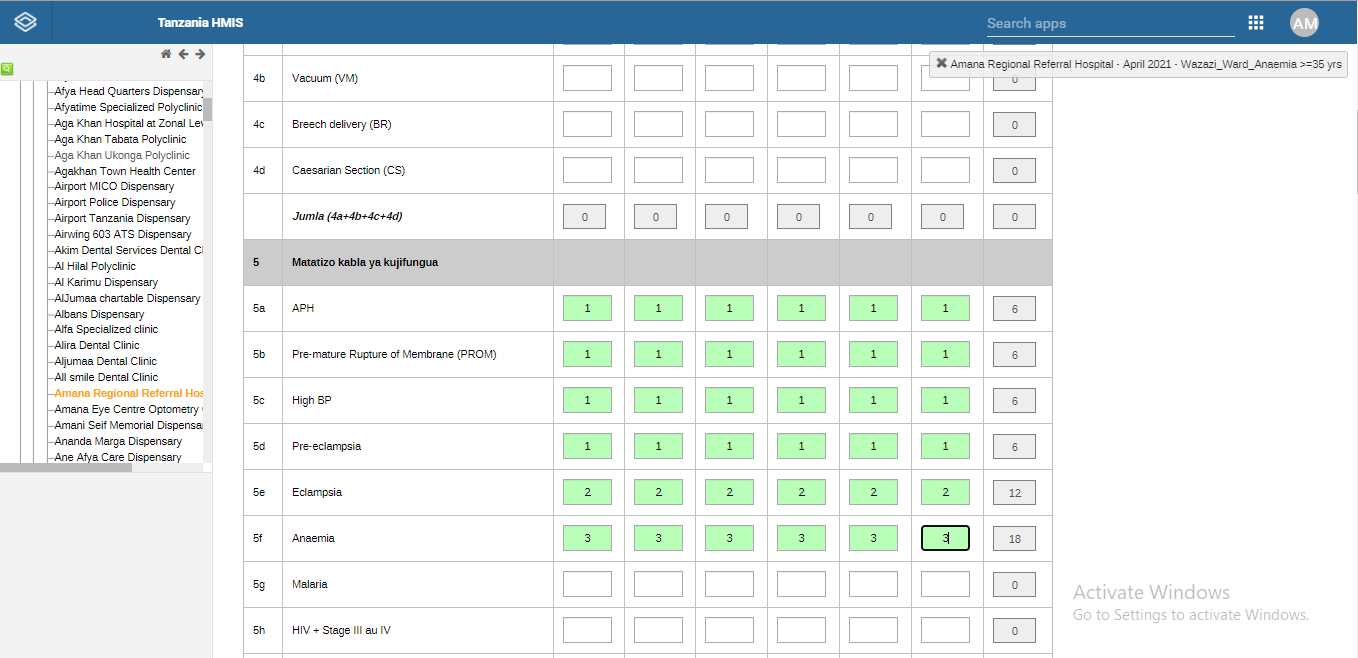 Tanzania HMIS
Search apps
AM
Amana Regional Referral Hospital - April 2021 - Wazazi_Ward_Anaemia >=35 yrs
Afya Head Quarters Dispensary
Afyatime Specialized Polyclinic
Aga Khan Hospital at Zonal Lev
Aga Khan Tabata Polyclinic
Aga Khan Ukonga Polyclinic
Agakhan Town Health Center
Airport MICO Dispensary
Airport Police Dispensary
Airport Tanzania Dispensary
Airwing 603 ATS Dispensary
Akim Dental Services Dental Cl
Al Hilal Polyclinic
Al Karimu Dispensary
AlJumaa chartable Dispensary
Albans Dispensary
Alfa Specialized clinic
Alira Dental Clinic
Aljumaa Dental Clinic
All smile Dental Clinic
Amana Regional Referral Hos
Amana Eye Centre Optometry
Amani Seif Memorial Dispensa
Ananda Marga Dispensary
Ane Afya Care Dispensary
4b Vacuum (VM) 0
4c Breech delivery (BR) 0
4d Caesarian Section (CS) 0
Jumla (4a+4b+4c+4d) 0 0 0 0 0 0 0
5 Matatizo kabla ya kujifungua
5a APH 1 1 1 1 1 1 6
5b Pre-mature Rupture of Membrane (PROM) 1 1 1 1 1 1 6
5c High BP 1 1 1 1 1 1 6
5d Pre-eclampsia 1 1 1 1 1 1 6
5e Eclampsia 2 2 2 2 2 2 12
5f Anaemia 3 3 3 3 3 3 18
5g Malaria 0
5h HIV + Stage III au IV 0
Activate Windows
Go to Settings to activate Windows.